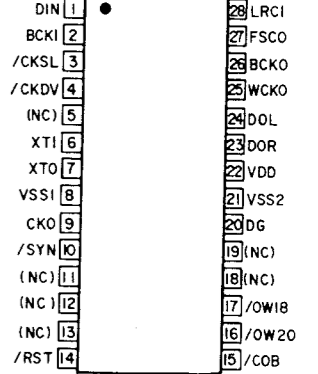 DIN 1 28 LRCI
BCKI 2 27 FSCO
/CKSL 3 26 BCKO
/CKDV 4 25 WCKO
(NC) 5 24 DOL
XTI 6 23 DOR
XTO 7 22 VDD
VSS1 8 21 VSS2
CKO 9 20 DG
/SYN 10 19 (NC)
(NC) 11 18 (NC)
(NC) 12 17 /OW18
(NC) 13 16 /OW20
/RST 14 15 /COB